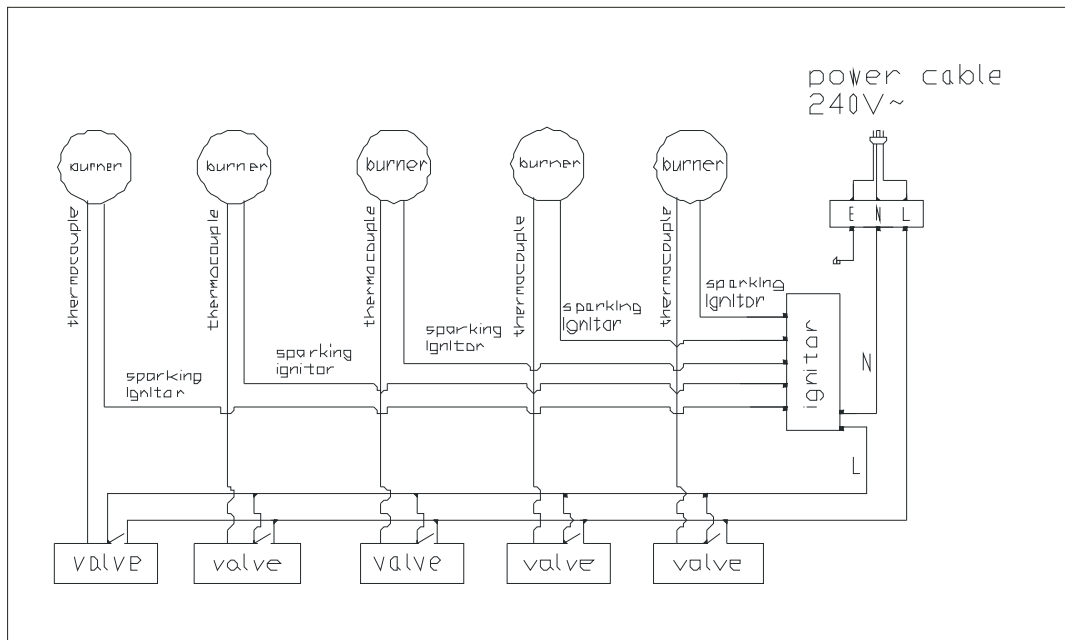 power cable
240V~
burner
burner
burner
burner
burner
thermocouple
thermocouple
thermocouple
thermocouple
thermocouple
E N L
sparking
ignitor
sparking
ignitor
sparking
ignitor
sparking
ignitor
sparking
ignitor
ignitor
N
L
valve
valve
valve
valve
valve